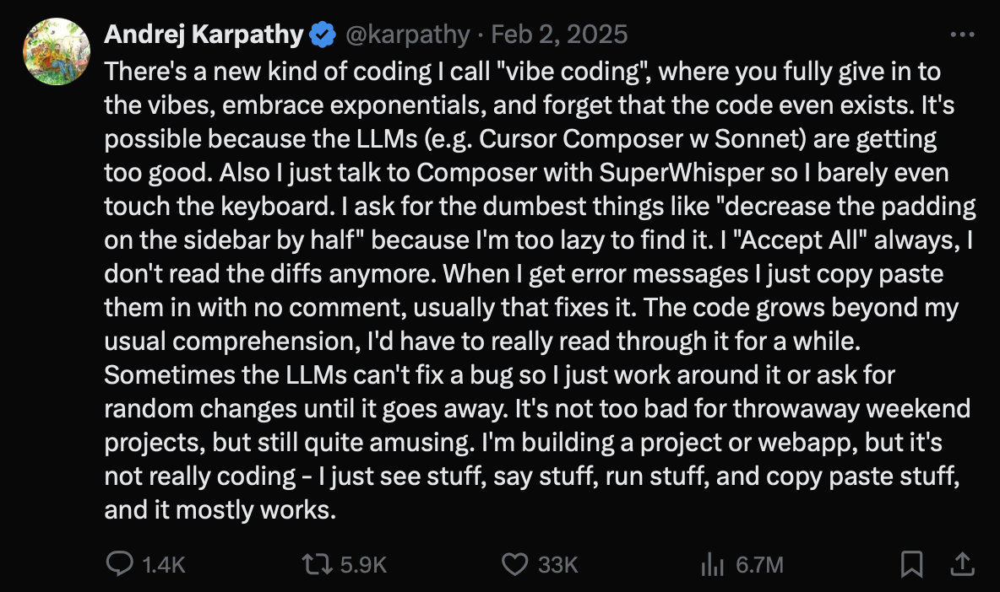 Andrej Karpathy @karpathy · Feb 2, 2025
There's a new kind of coding I call "vibe coding", where you fully give in to
the vibes, embrace exponentials, and forget that the code even exists. It's
possible because the LLMs (e.g. Cursor Composer w Sonnet) are getting
too good. Also I just talk to Composer with SuperWhisper so I barely even
touch the keyboard. I ask for the dumbest things like "decrease the padding
on the sidebar by half" because I'm too lazy to find it. I "Accept All" always, I
don't read the diffs anymore. When I get error messages I just copy paste
them in with no comment, usually that fixes it. The code grows beyond my
usual comprehension, I'd have to really read through it for a while.
Sometimes the LLMs can't fix a bug so I just work around it or ask for
random changes until it goes away. It's not too bad for throwaway weekend
projects, but still quite amusing. I'm building a project or webapp, but it's
not really coding - I just see stuff, say stuff, run stuff, and copy paste stuff,
and it mostly works.
1.4K 5.9K 33K 6.7M